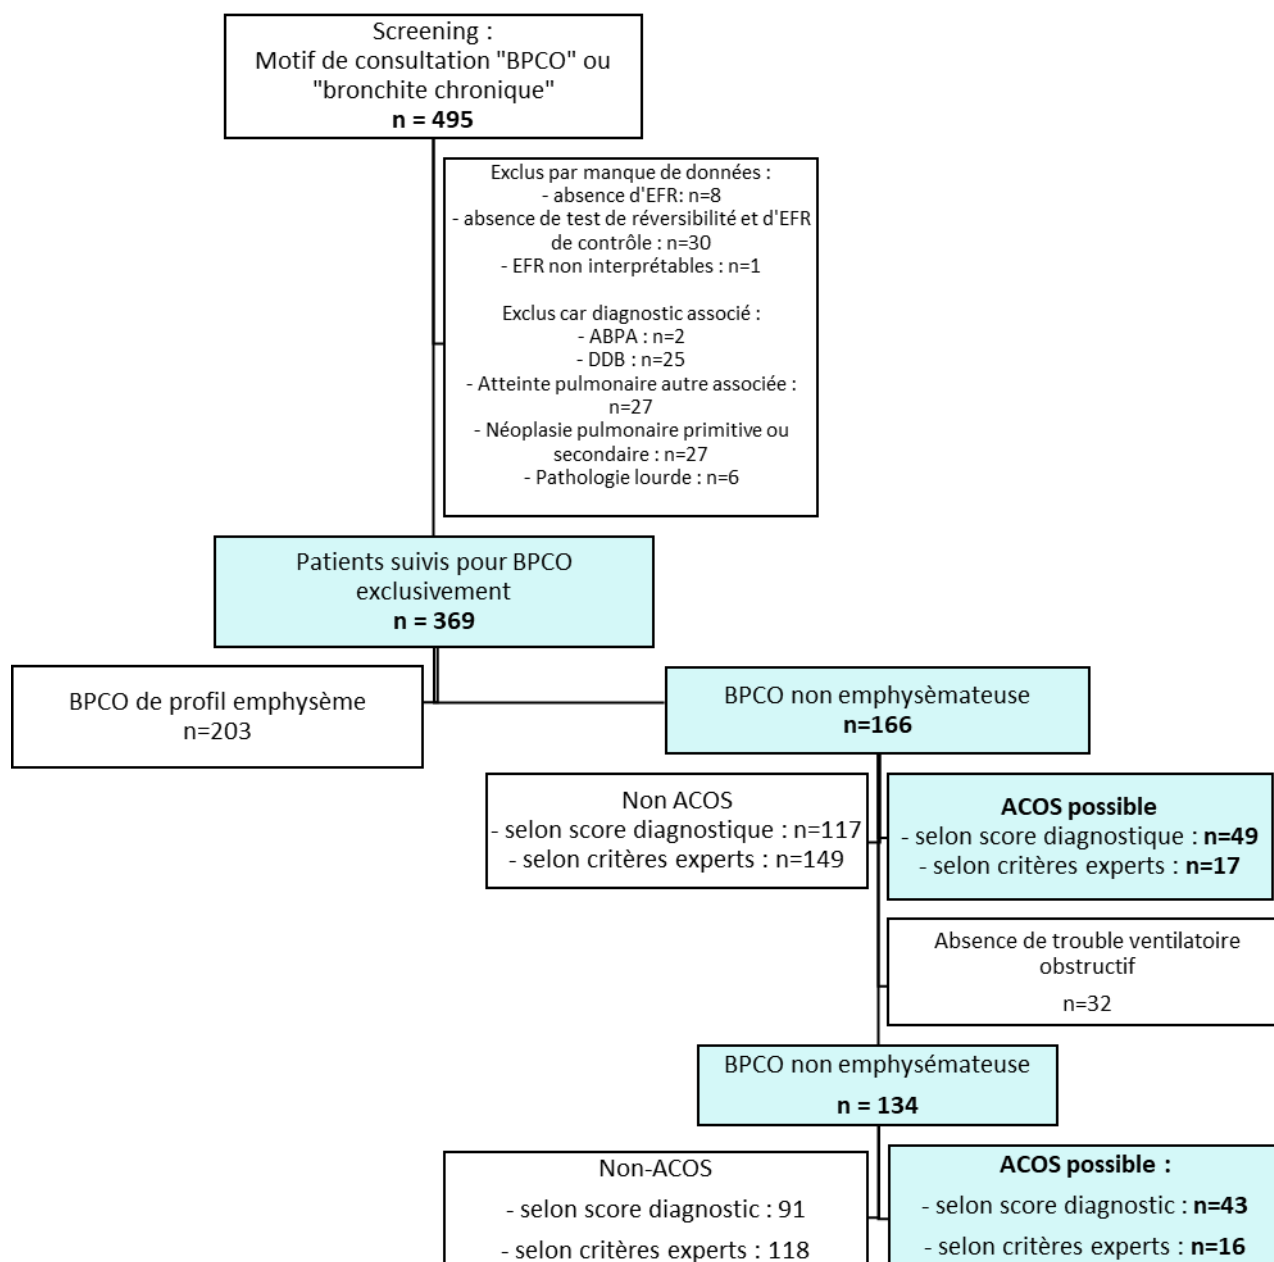 Screening :
Motif de consultation "BPCO" ou
"bronchite chronique"
n = 495
Exclus par manque de données :
- absence d'EFR: n=8
- absence de test de réversibilité et d'EFR
de contrôle : n=30
- EFR non interprétables : n=1
Exclus car diagnostic associé :
- ABPA : n=2
- DDB : n=25
- Atteinte pulmonaire autre associée :
n=27
- Néoplasie pulmonaire primitive ou
secondaire : n=27
- Pathologie lourde : n=6
Patients suivis pour BPCO
exclusivement
n = 369
BPCO de profil emphysème
n=203
BPCO non emphysèmateuse
n=166
Non ACOS
- selon score diagnostique : n=117
- selon critères experts : n=149
ACOS possible
- selon score diagnostique : n=49
- selon critères experts : n=17
Absence de trouble ventilatoire
obstructif
n=32
BPCO non emphysémateuse
n = 134
Non-ACOS
- selon score diagnostic : 91
- selon critères experts : 118
ACOS possible :
- selon score diagnostic : n=43
- selon critères experts : n=16